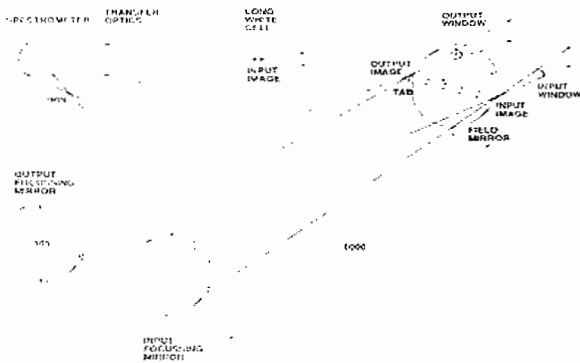 SPECTROMETER
TRANSFER
OPTICS
LONG
WHITE
CELL
INPUT
IMAGE
OUTPUT
WINDOW
OUTPUT
IMAGE
TAB
INPUT
WINDOW
INPUT
IMAGE
FIELD
MIRROR
OUTPUT
FOCUSING
MIRROR
INPUT
FOCUSING
MIRROR